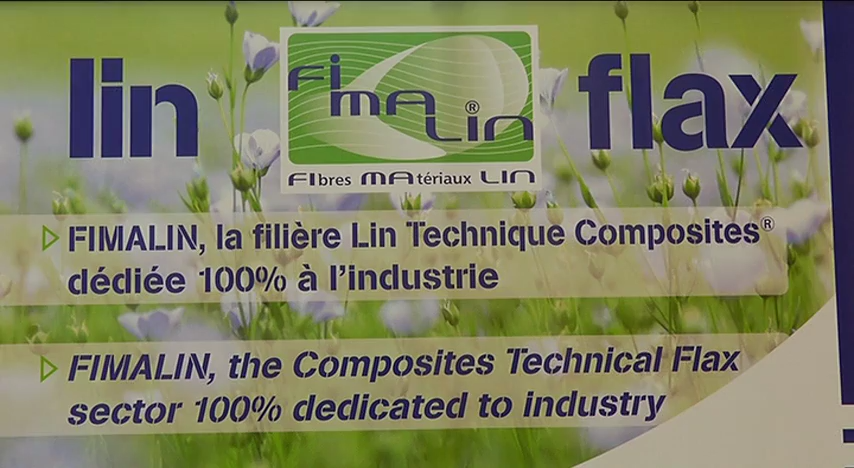 lin FiMALiN® flax
FIbres MAtériaux LIN
FIMALIN, la filière Lin Technique Composites®
dédiée 100% à l'industrie
FIMALIN, the Composites Technical Flax
sector 100% dedicated to industry